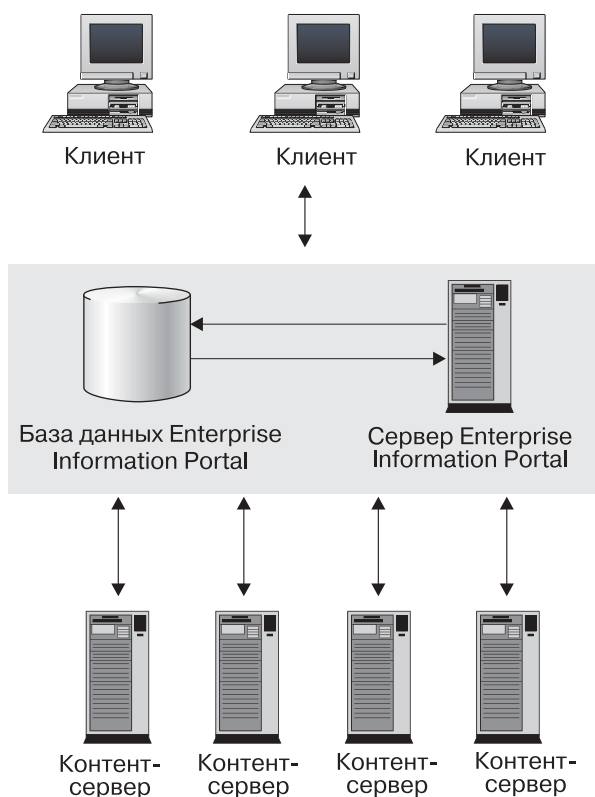 Клиент
Клиент
Клиент
База данных Enterprise
Information Portal
Сервер Enterprise
Information Portal
Контент-
сервер
Контент-
сервер
Контент-
сервер
Контент-
сервер